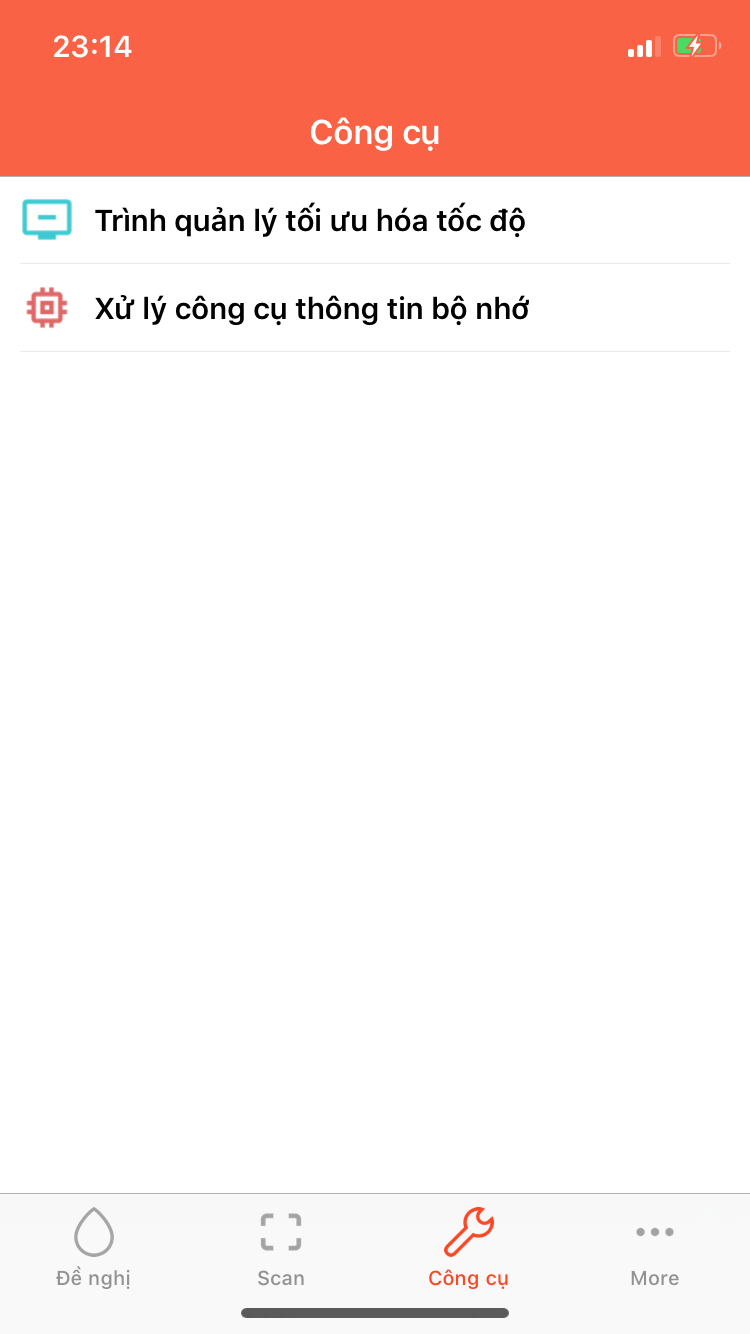 23:14
Công cụ
Trình quản lý tối ưu hóa tốc độ
Xử lý công cụ thông tin bộ nhớ
Đề nghị
Scan
Công cụ
More